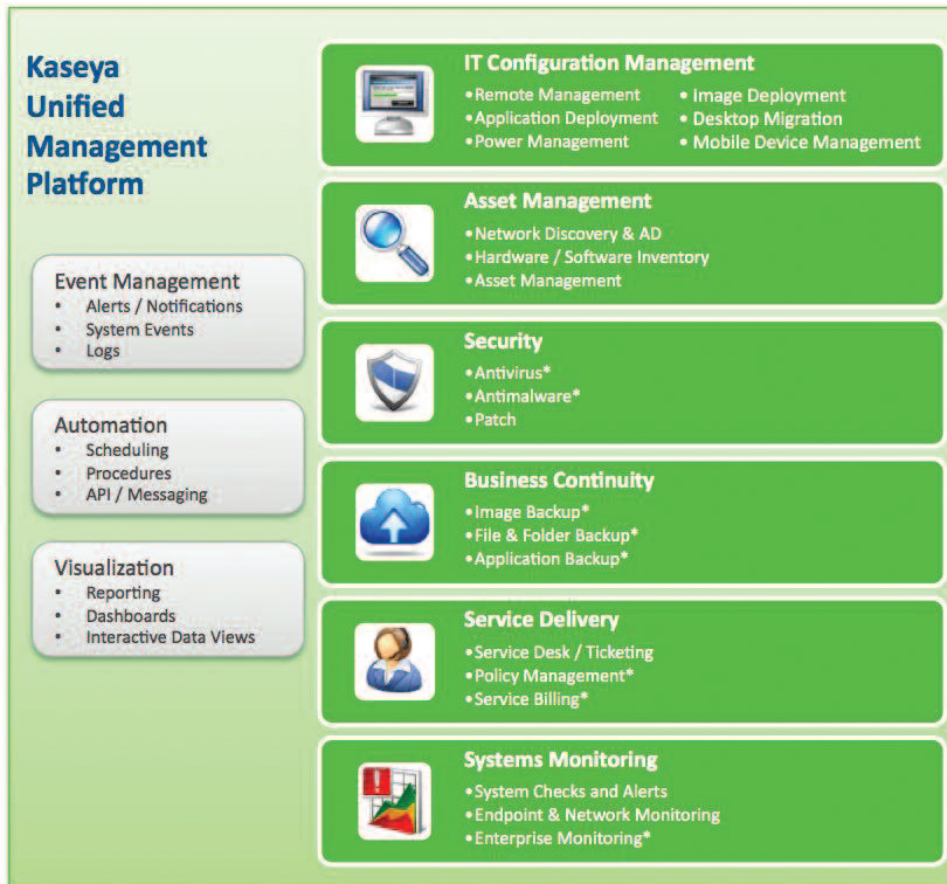 Kaseya
Unified
Management
Platform
Event Management
• Alerts / Notifications
• System Events
• Logs
Automation
• Scheduling
• Procedures
• API / Messaging
Visualization
• Reporting
• Dashboards
• Interactive Data Views
IT Configuration Management
•Remote Management
•Application Deployment
•Power Management
• Image Deployment
• Desktop Migration
• Mobile Device Management
Asset Management
•Network Discovery & AD
•Hardware / Software Inventory
•Asset Management
Security
•Antivirus*
•Antimalware*
•Patch
Business Continuity
•Image Backup*
•File & Folder Backup*
•Application Backup*
Service Delivery
•Service Desk / Ticketing
•Policy Management*
•Service Billing*
Systems Monitoring
•System Checks and Alerts
•Endpoint & Network Monitoring
•Enterprise Monitoring*